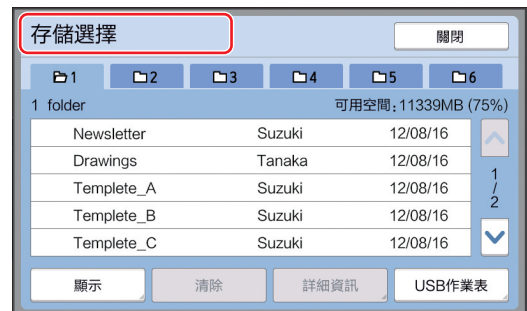 存儲選擇
關閉
1 2 3 4 5 6
1 folder 可用空間:11339MB (75%)
Newsletter Suzuki 12/08/16
Drawings Tanaka 12/08/16
Templete_A Suzuki 12/08/16
Templete_B Suzuki 12/08/16
Templete_C Suzuki 12/08/16
1
/
2
顯示 清除 詳細資訊 USB作業表